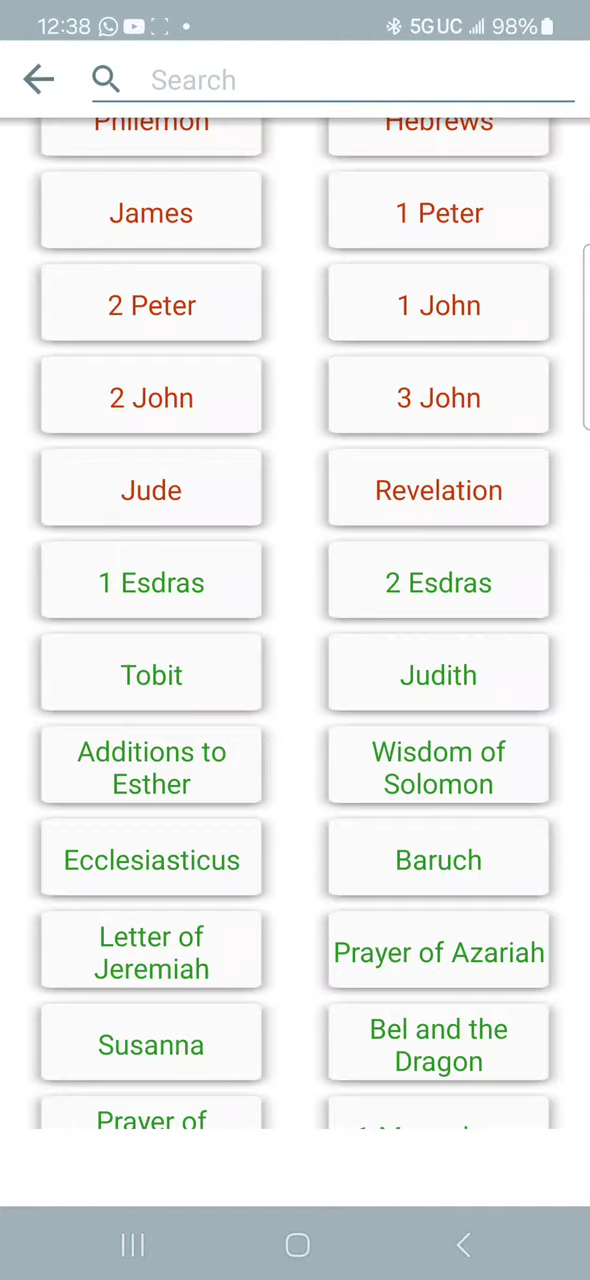 12:38
5G UC
98%
Search
Philemon
Hebrews
James
1 Peter
2 Peter
1 John
2 John
3 John
Jude
Revelation
1 Esdras
2 Esdras
Tobit
Judith
Additions to
Esther
Wisdom of
Solomon
Ecclesiasticus
Baruch
Letter of
Jeremiah
Prayer of Azariah
Susanna
Bel and the
Dragon
Prayer of